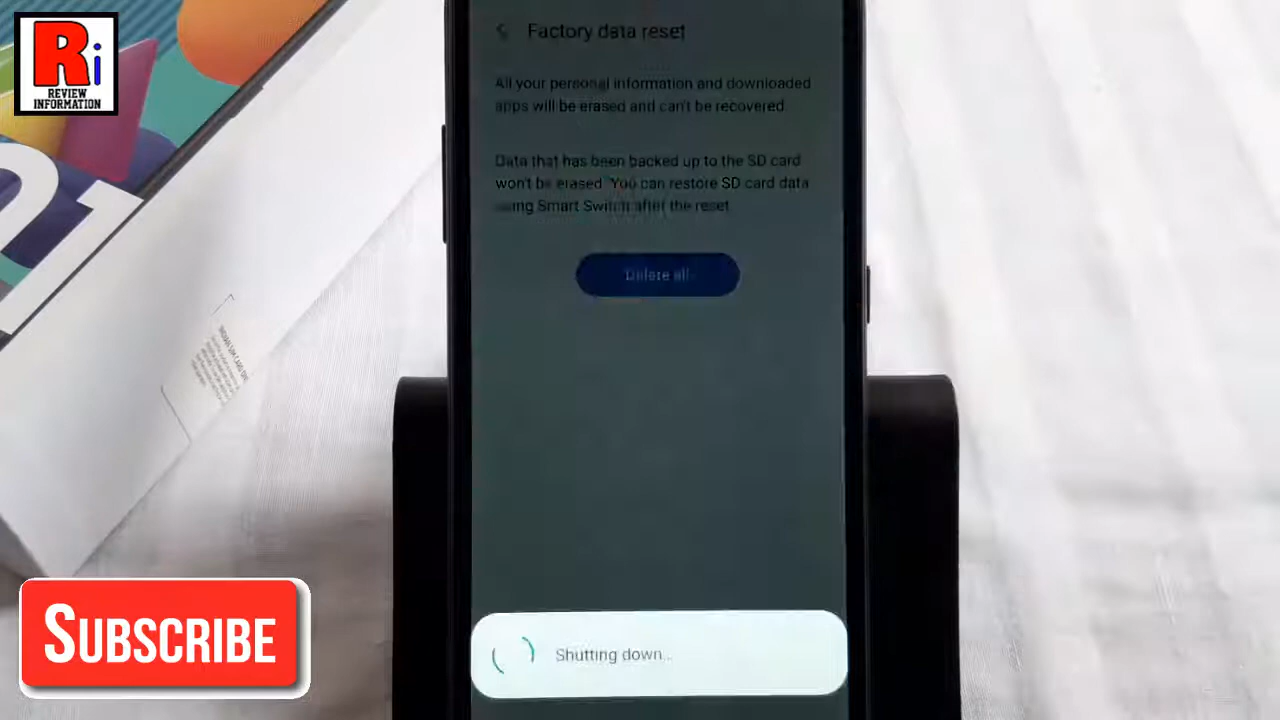 Ri
REVIEW
INFORMATION
01
Factory data reset
All your personal information and downloaded
apps will be erased and can't be recovered
Data that has been backed up to the SD card
won't be erased. You can restore SD card data
using Smart Switch after the reset
Delete all
Shutting down...
SUBSCRIBE